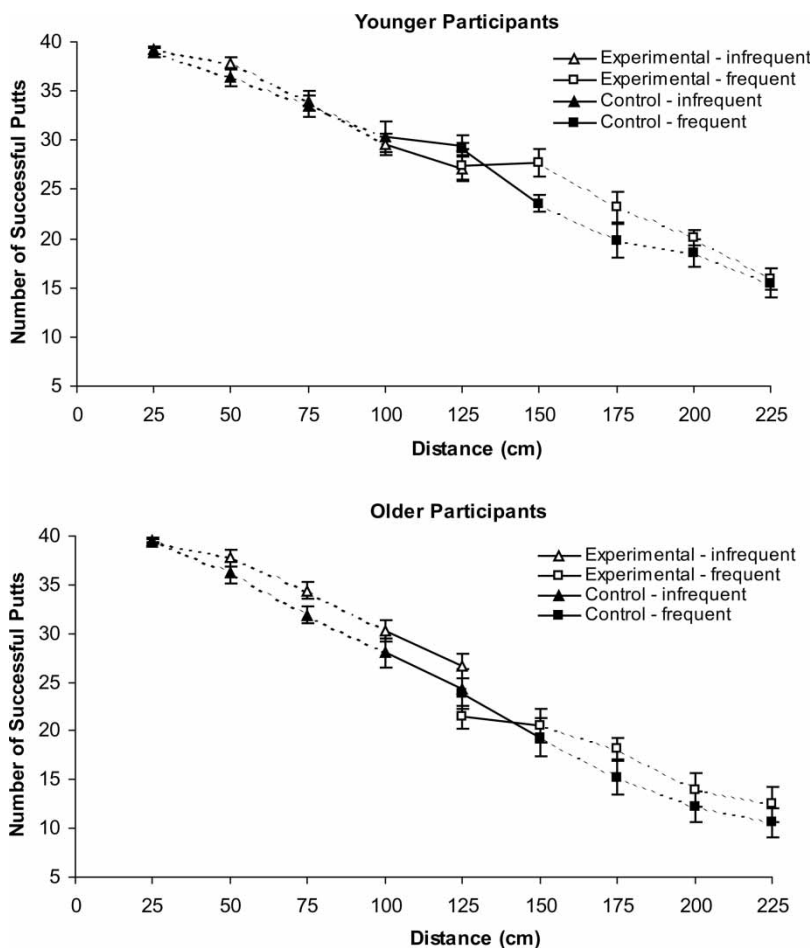 Younger Participants
Number of Successful Putts
40
35
30
25
20
15
10
5
Experimental - infrequent
Experimental - frequent
Control - infrequent
Control - frequent
0 25 50 75 100 125 150 175 200 225
Distance (cm)
Older Participants
Number of Successful Putts
40
35
30
25
20
15
10
5
Experimental - infrequent
Experimental - frequent
Control - infrequent
Control - frequent
0 25 50 75 100 125 150 175 200 225
Distance (cm)